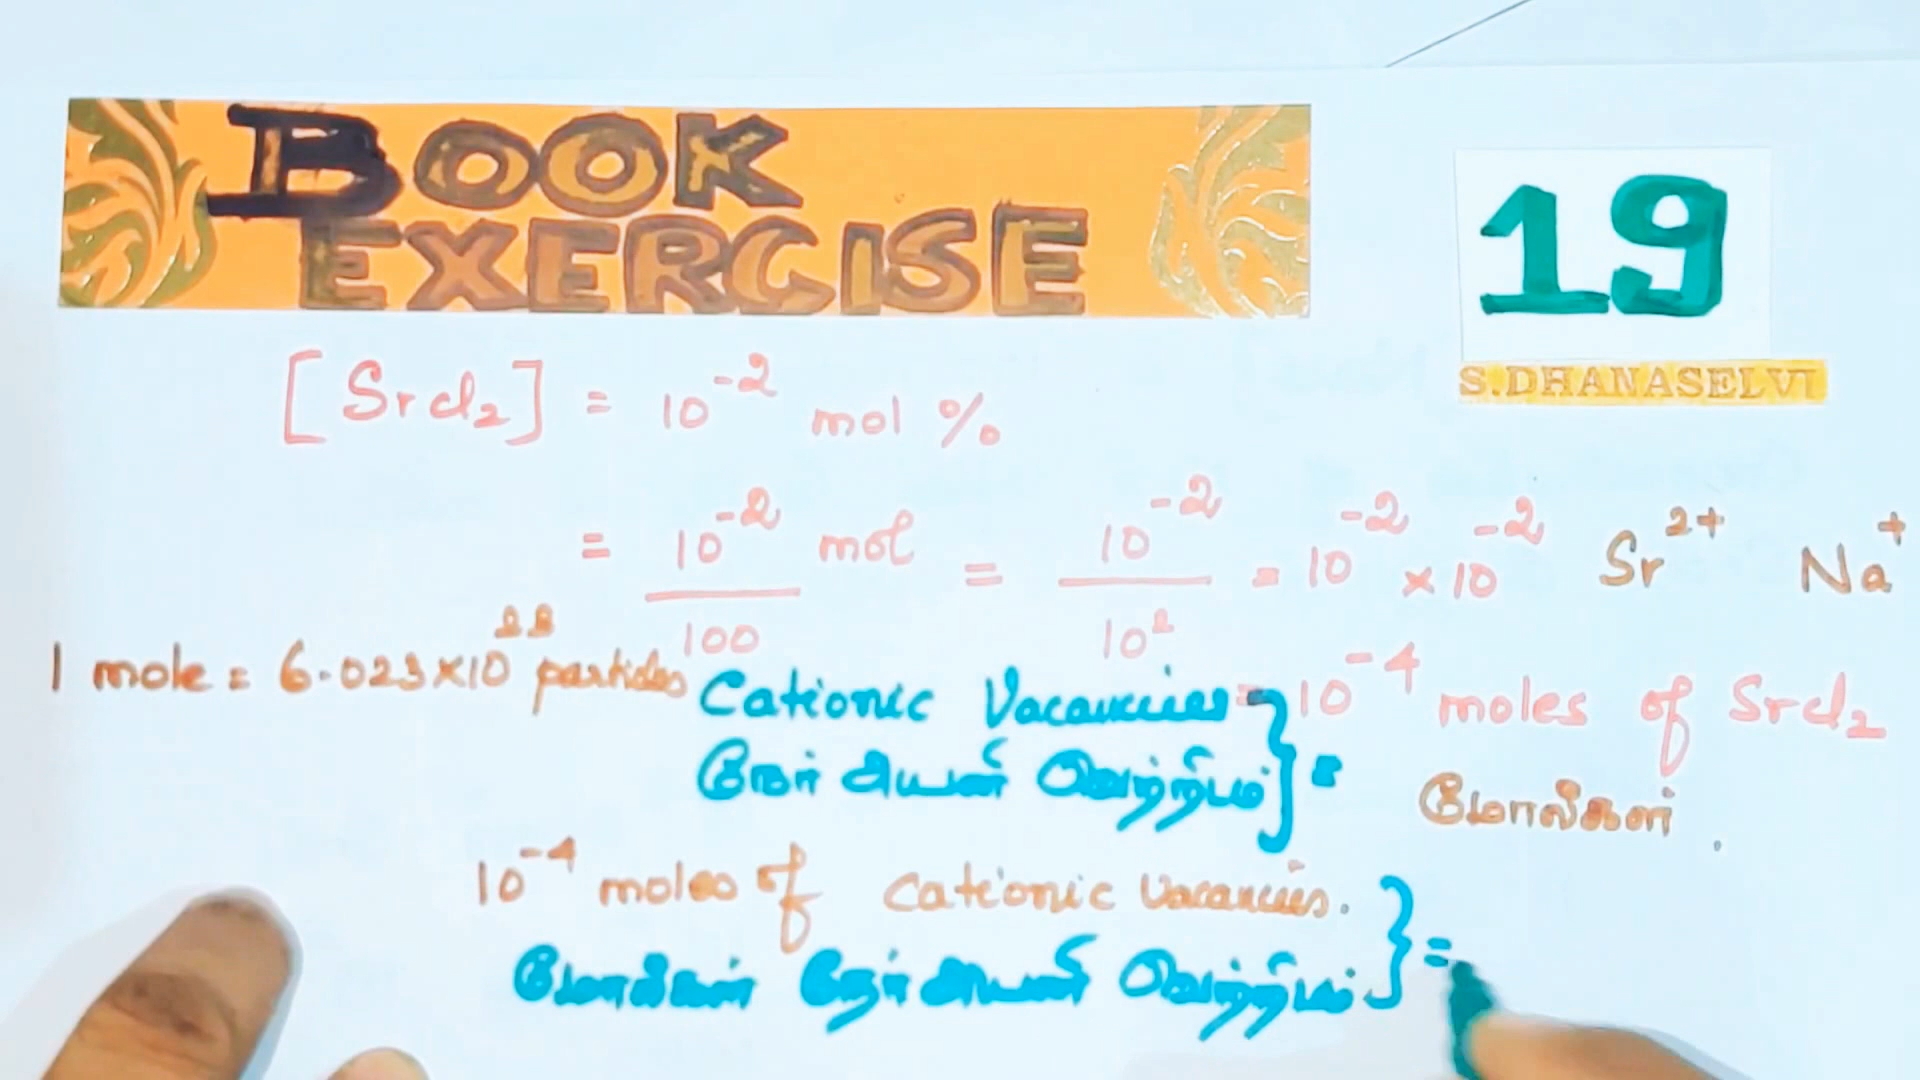 BOOK
EXERCISE
19
S.DHANASELVI
[SrCl₂] = 10⁻² mol %
= 10⁻²/100 mol = 10⁻²/10² = 10⁻² × 10⁻² Sr²⁺ Na⁺
1 mole = 6.023×10²³ particles
= 10⁻⁴ moles of SrCl₂
Cationic Vacancies
நேர் அயனி வெற்றிடம் } =
மோல்கள்.
10⁻⁴ moles of cationic vacancies.
மோல்கள் நேர் அயனி வெற்றிடம். } =